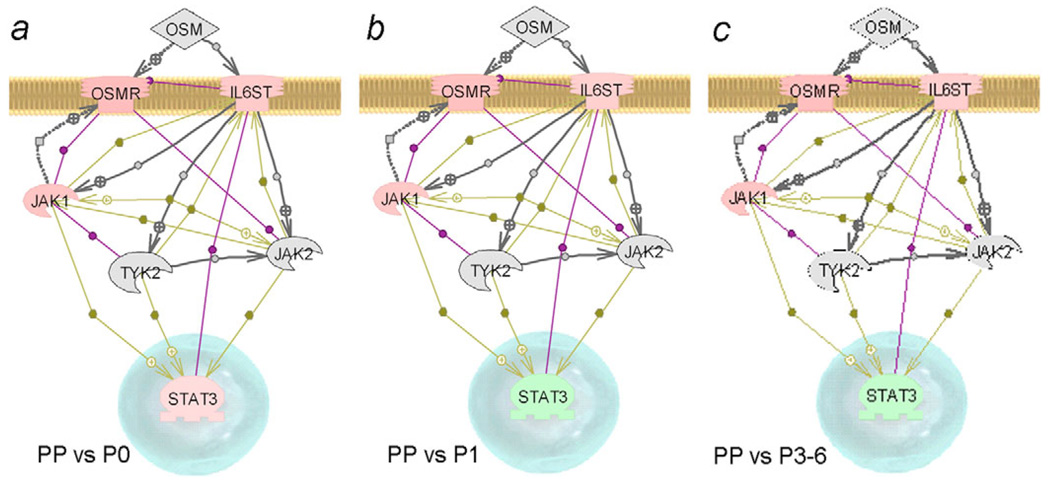 a
OSM
OSMR
IL6ST
JAK1
TYK2
JAK2
STAT3
PP vs P0
b
OSM
OSMR
IL6ST
JAK1
TYK2
JAK2
STAT3
PP vs P1
c
OSM
OSMR
IL6ST
JAK1
TYK2
JAK2
STAT3
PP vs P3-6